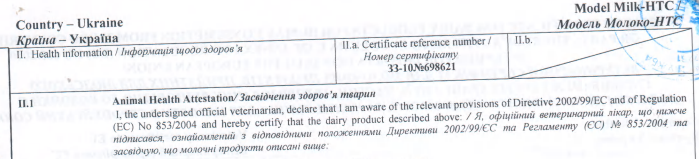 Model Milk-HTC
Country – Ukraine
Модель Молоко-НТС
Країна – Україна
II. Health information / Інформація щодо здоров'я
II.a. Certificate reference number /
Номер сертифікату
33-10№698621
II.b.
II.1
Animal Health Attestation/ Засвідчення здоров'я тварин
I, the undersigned official veterinarian, declare that I am aware of the relevant provisions of Directive 2002/99/EC and of Regulation
(EC) No 853/2004 and hereby certify that the dairy product described above: / Я, офіційний ветеринарний лікар, що нижче
підписався, ознайомлений з відповідними положеннями Директиви 2002/99/ЄС та Регламенту (ЄС) № 853/2004 та
засвідчую, що молочні продукти описані вище: